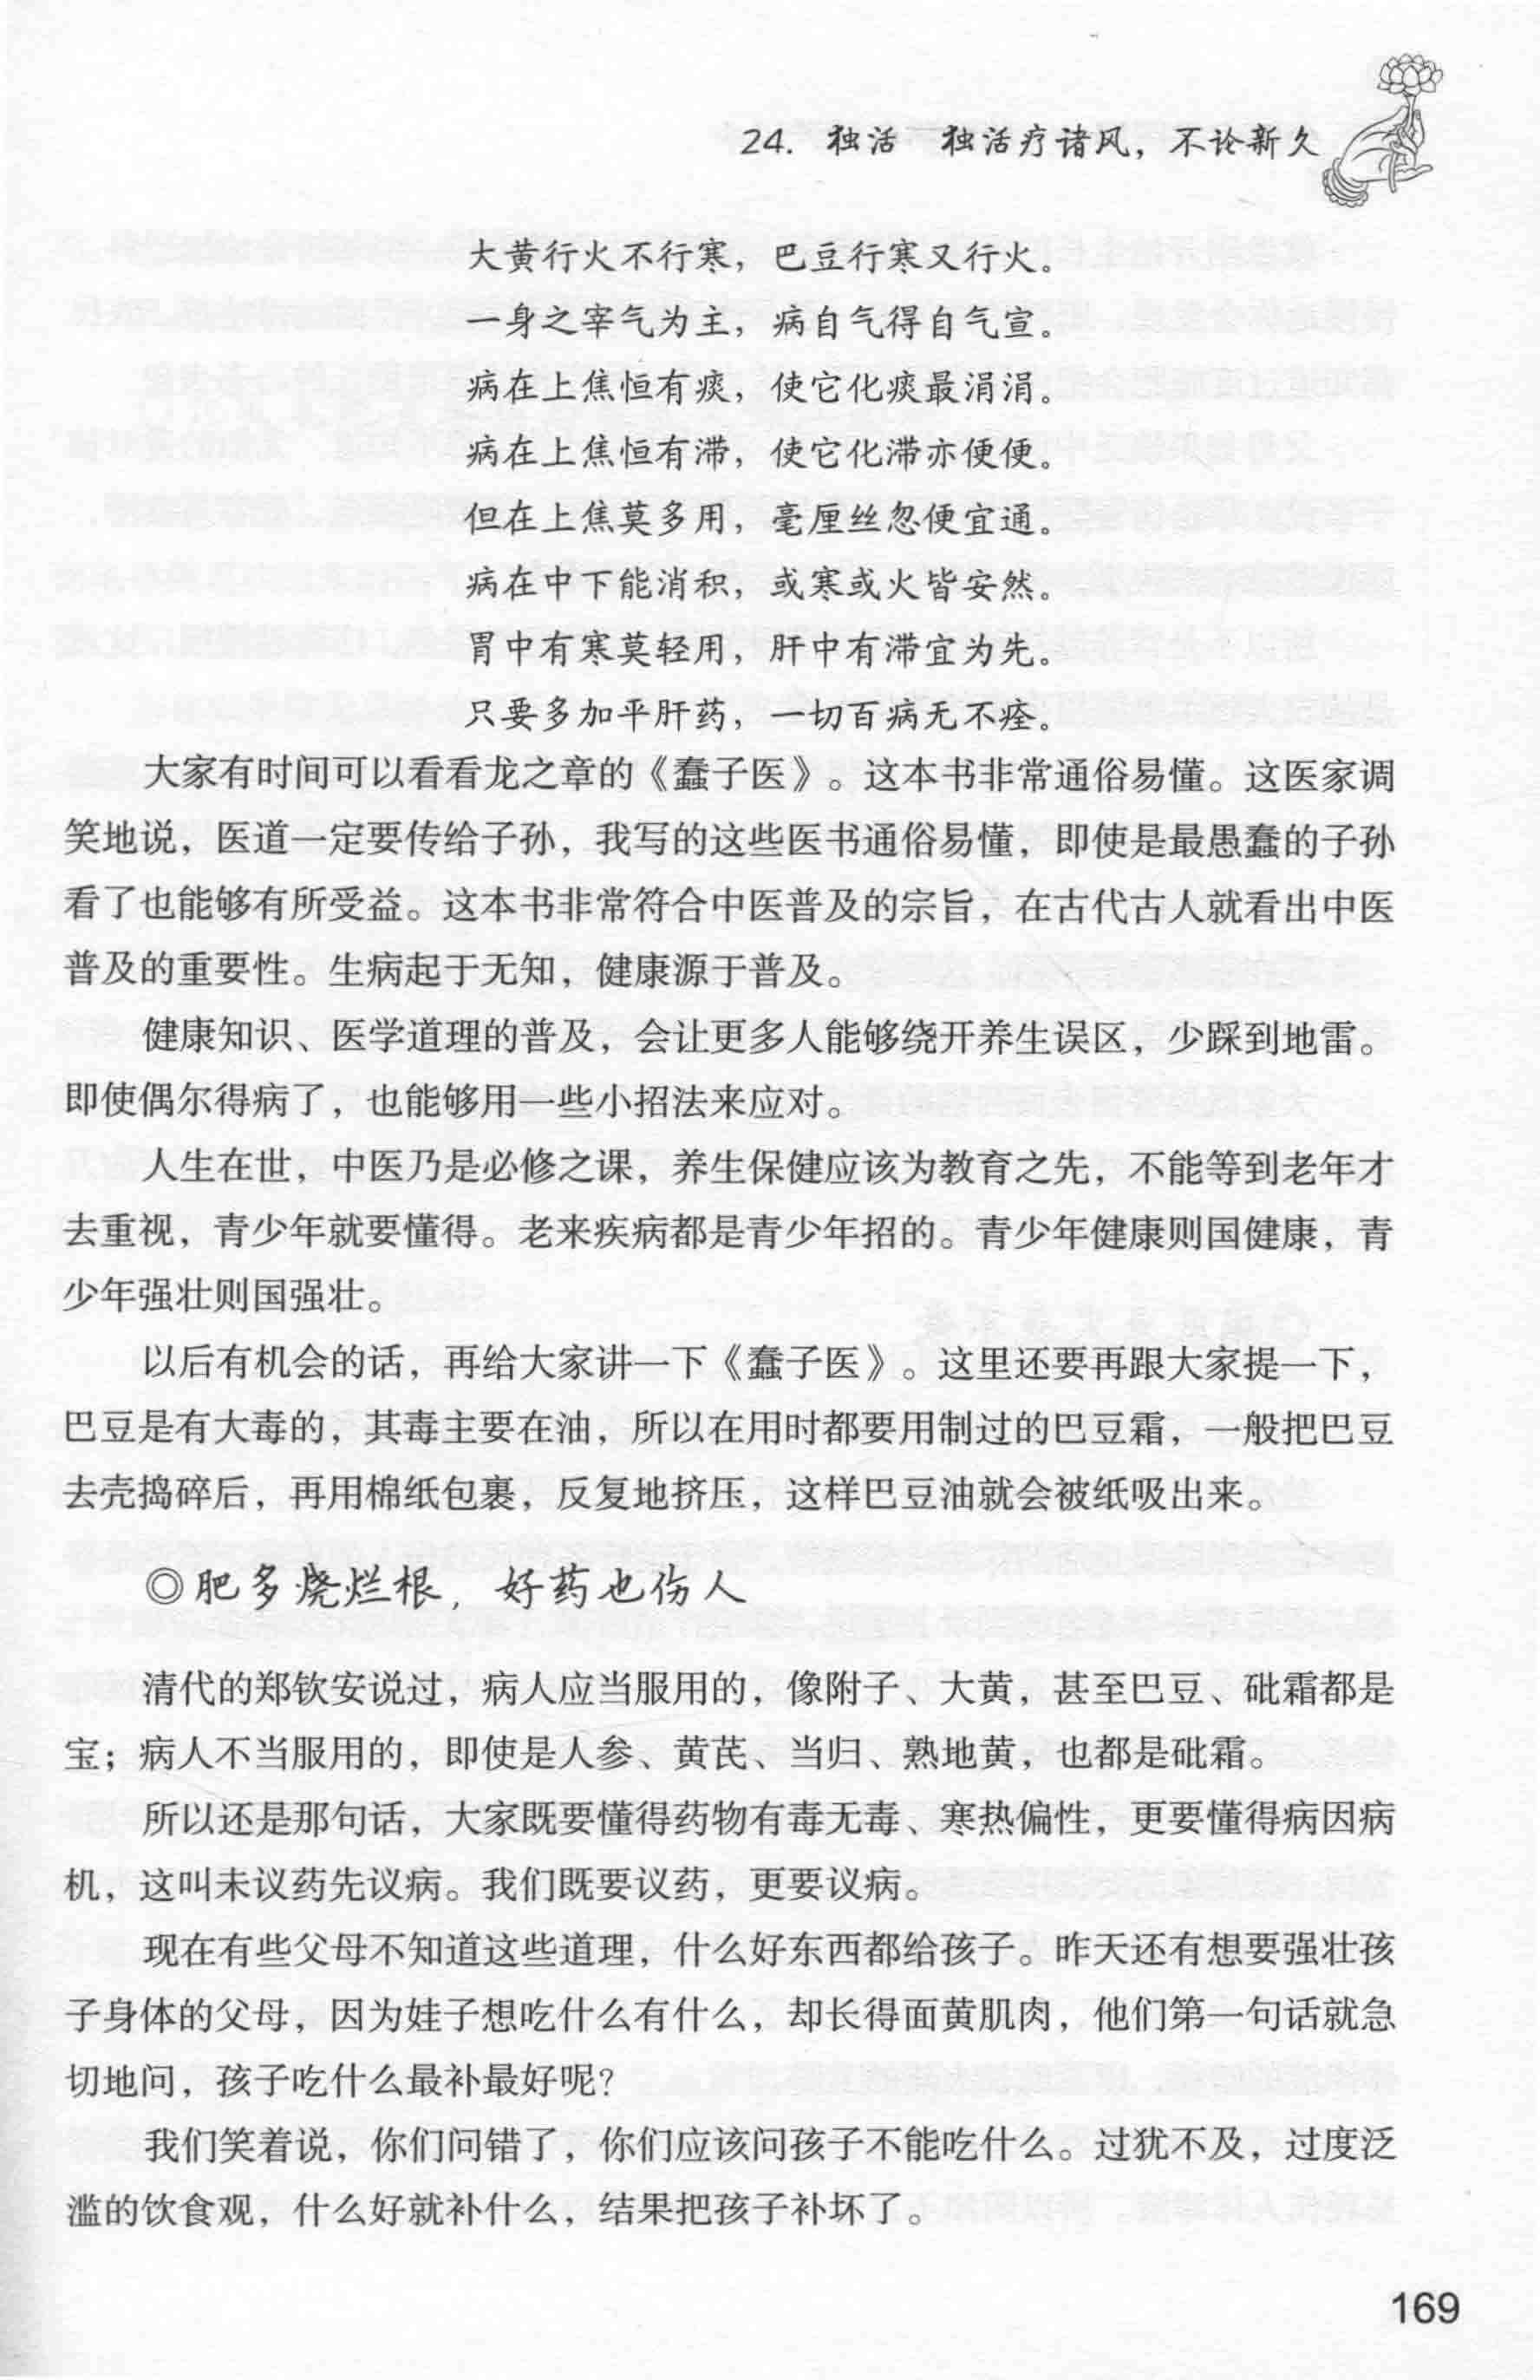 24. 独活 独活疗诸风，不论新久
大黄行火不行寒，巴豆行寒又行火。
一身之宰气为主，病自气得自气宣。
病在上焦恒有痰，使它化痰最涓涓。
病在上焦恒有滞，使它化滞亦便便。
但在上焦莫多用，毫厘丝忽便宜通。
病在中下能消积，或寒或火皆安然。
胃中有寒莫轻用，肝中有滞宜为先。
只要多加平肝药，一切百病无不痊。
大家有时间可以看看龙之章的《蠢子医》。这本书非常通俗易懂。这医家调
笑地说，医道一定要传给子孙，我写的这些医书通俗易懂，即使是最愚蠢的子孙
看了也能够有所受益。这本书非常符合中医普及的宗旨，在古代古人就看出中医
普及的重要性。生病起于无知，健康源于普及。
健康知识、医学道理的普及，会让更多人能够绕开养生误区，少踩到地雷。
即使偶尔得病了，也能够用一些小招法来应对。
人生在世，中医乃是必修之课，养生保健应该为教育之先，不能等到老年才
去重视，青少年就要懂得。老来疾病都是青少年招的。青少年健康则国健康，青
少年强壮则国强壮。
以后有机会的话，再给大家讲一下《蠢子医》。这里还要再跟大家提一下，
巴豆是有大毒的，其毒主要在油，所以在用时都要用制过的巴豆霜，一般把巴豆
去壳捣碎后，再用棉纸包裹，反复地挤压，这样巴豆油就会被纸吸出来。
◎肥多烧烂根，好药也伤人
清代的郑钦安说过，病人应当服用的，像附子、大黄，甚至巴豆、砒霜都是
宝；病人不当服用的，即使是人参、黄芪、当归、熟地黄，也都是砒霜。
所以还是那句话，大家既要懂得药物有毒无毒、寒热偏性，更要懂得病因病
机，这叫未议药先议病。我们既要议药，更要议病。
现在有些父母不知道这些道理，什么好东西都给孩子。昨天还有想要强壮孩
子身体的父母，因为娃子想吃什么有什么，却长得面黄肌肉，他们第一句话就急
切地问，孩子吃什么最补最好呢？
我们笑着说，你们问错了，你们应该问孩子不能吃什么。过犹不及，过度泛
滥的饮食观，什么好就补什么，结果把孩子补坏了。
169